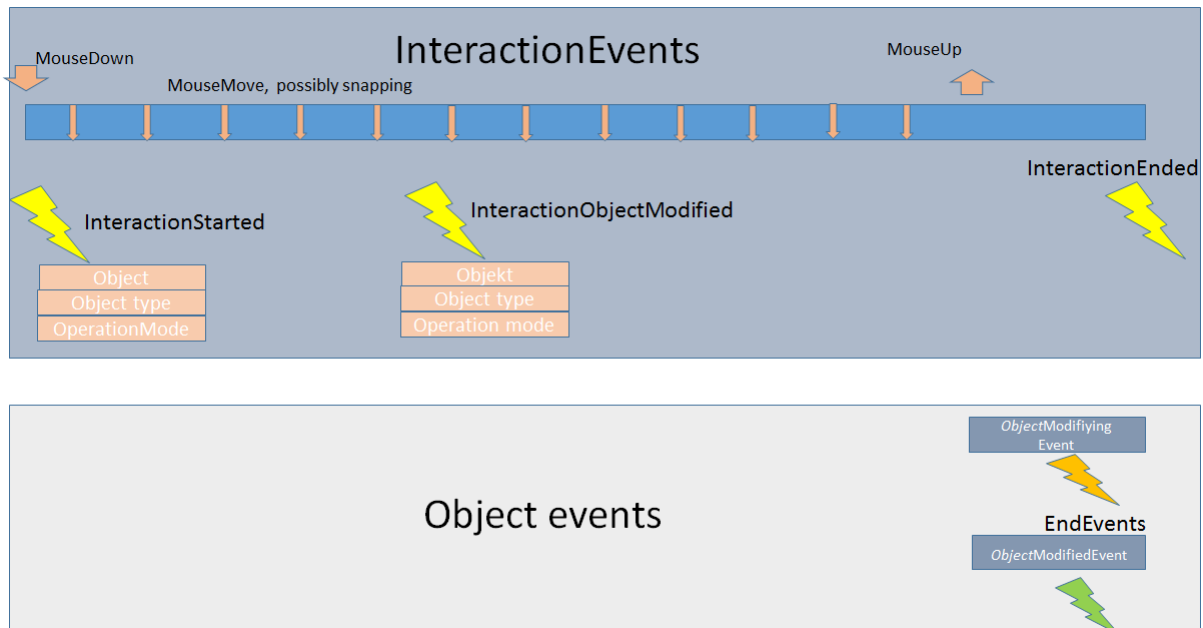 InteractionEvents
MouseDown
MouseUp
MouseMove, possibly snapping
InteractionEnded
InteractionStarted
InteractionObjectModified
Object
Object type
OperationMode
Objekt
Object type
Operation mode
ObjectModifiying
Event
Object events
EndEvents
ObjectModifiedEvent